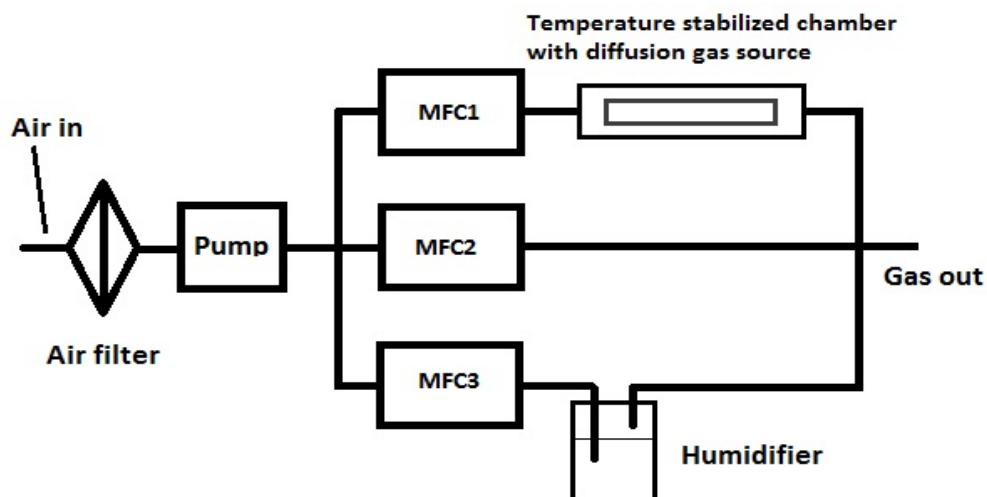 Temperature stabilized chamber
with diffusion gas source
Air in
MFC1
Pump
MFC2
Gas out
Air filter
MFC3
Humidifier